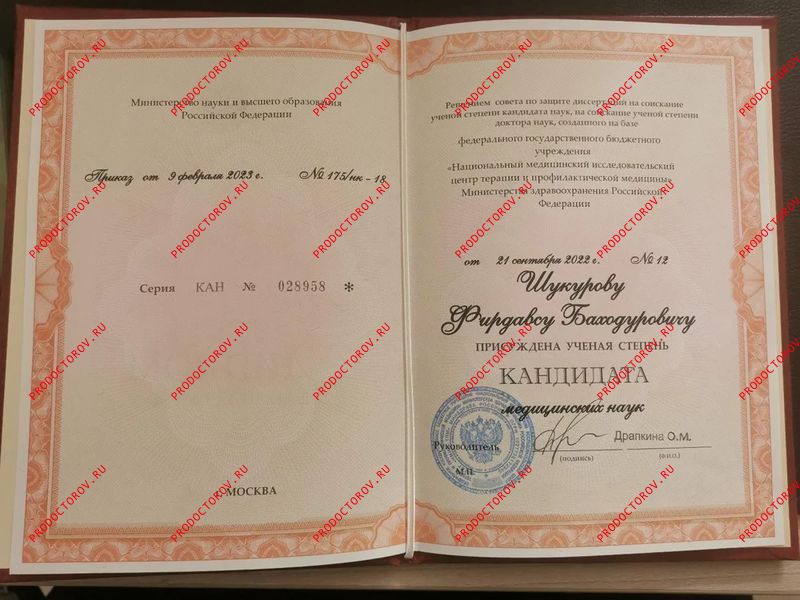 Министерство науки и высшего образования
Российской Федерации
Приказ от 9 февраля 2023 г. № 175/нк - 18
Серия КАН № 028958 *
МОСКВА
Решением совета по защите диссертаций на соискание
ученой степени кандидата наук, на соискание ученой степени
доктора наук, созданного на базе
федерального государственного бюджетного
учреждения
«Национальный медицинский исследовательский
центр терапии и профилактической медицины»
Министерства здравоохранения Российской
Федерации
от 21 сентября 2022 г. № 12
Шукурову
Фирдавсу Баходуровичу
ПРИСУЖДЕНА УЧЕНАЯ СТЕПЕНЬ
КАНДИДАТА
медицинских наук
Руководитель Драпкина О.М.
(подпись) (ф.и.о.)
М.П.
PRODOCTOROV.RU